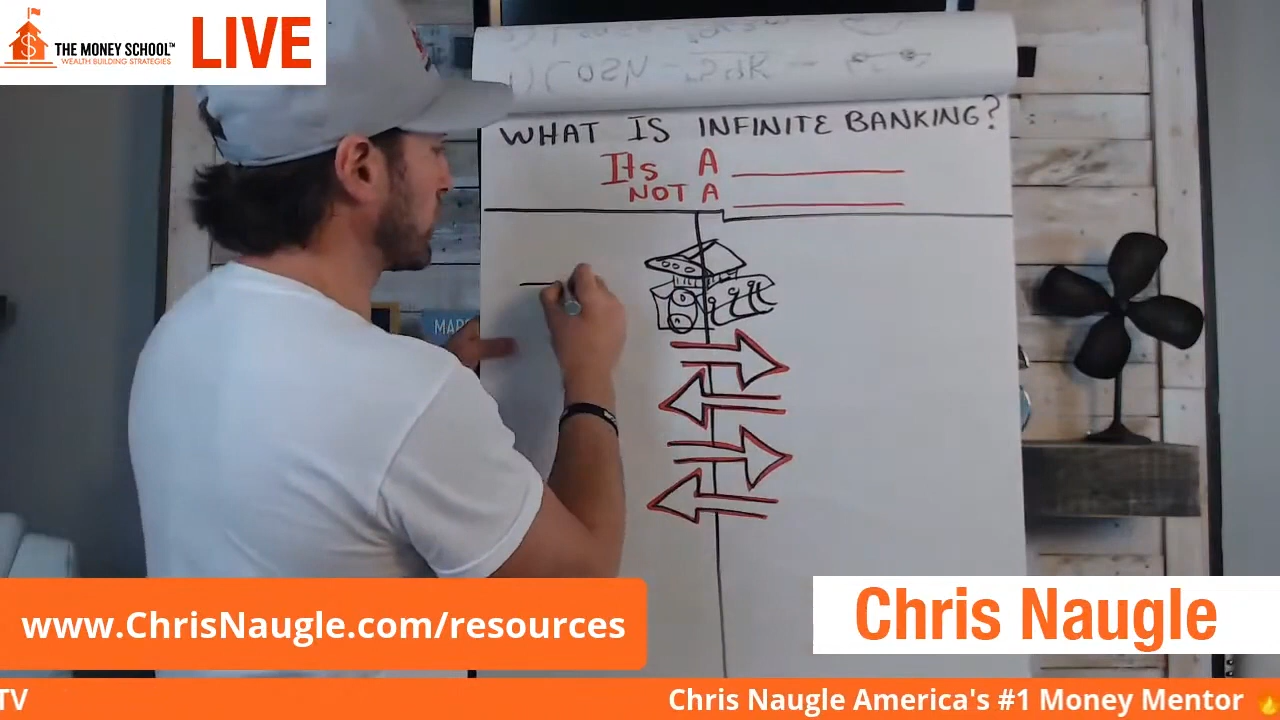 THE MONEY SCHOOL™
WEALTH BUILDING STRATEGIES
LIVE
WHAT IS INFINITE BANKING?
Its A
NOT A
www.ChrisNaugle.com/resources
Chris Naugle
TV
Chris Naugle America's #1 Money Mentor 🔥